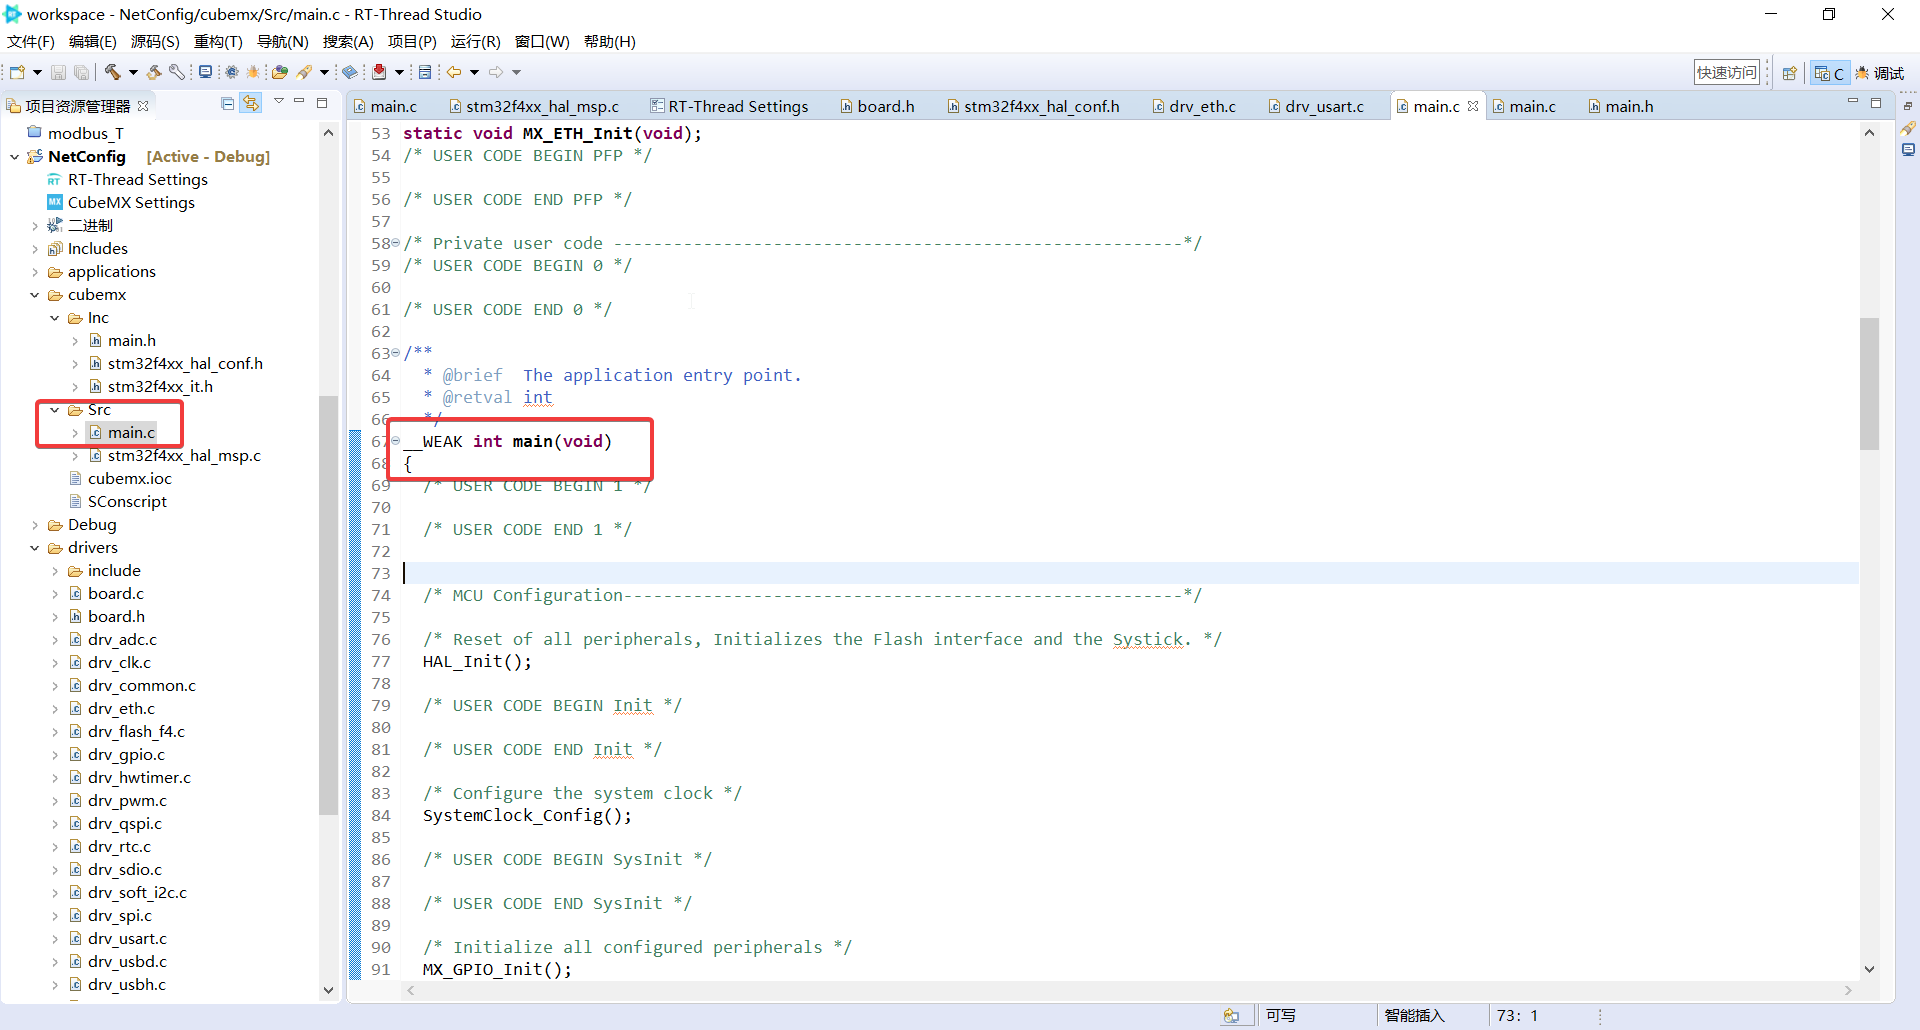 workspace - NetConfig/cubemx/Src/main.c - RT-Thread Studio
文件(F) 编辑(E) 源码(S) 重构(T) 导航(N) 搜索(A) 项目(P) 运行(R) 窗口(W) 帮助(H)
快速访问
C
调试
项目资源管理器
modbus_T
NetConfig [Active - Debug]
RT-Thread Settings
CubeMX Settings
二进制
Includes
applications
cubemx
Inc
main.h
stm32f4xx_hal_conf.h
stm32f4xx_it.h
Src
main.c
stm32f4xx_hal_msp.c
cubemx.ioc
SConscript
Debug
drivers
include
board.c
board.h
drv_adc.c
drv_clk.c
drv_common.c
drv_eth.c
drv_flash_f4.c
drv_gpio.c
drv_hwtimer.c
drv_pwm.c
drv_qspi.c
drv_rtc.c
drv_sdio.c
drv_soft_i2c.c
drv_spi.c
drv_usart.c
drv_usbd.c
drv_usbh.c
main.c stm32f4xx_hal_msp.c RT-Thread Settings board.h stm32f4xx_hal_conf.h drv_eth.c drv_usart.c main.c main.c main.h
53 static void MX_ETH_Init(void);
54 /* USER CODE BEGIN PFP */
55
56 /* USER CODE END PFP */
57
58 /* Private user code ---------------------------------------------------------*/
59 /* USER CODE BEGIN 0 */
60
61 /* USER CODE END 0 */
62
63 /**
64 * @brief The application entry point.
65 * @retval int
66 */
67 __WEAK int main(void)
68 {
69 /* USER CODE BEGIN 1 */
70
71 /* USER CODE END 1 */
72
73
74 /* MCU Configuration--------------------------------------------------------*/
75
76 /* Reset of all peripherals, Initializes the Flash interface and the Systick. */
77 HAL_Init();
78
79 /* USER CODE BEGIN Init */
80
81 /* USER CODE END Init */
82
83 /* Configure the system clock */
84 SystemClock_Config();
85
86 /* USER CODE BEGIN SysInit */
87
88 /* USER CODE END SysInit */
89
90 /* Initialize all configured peripherals */
91 MX_GPIO_Init();
可写
智能插入
73: 1